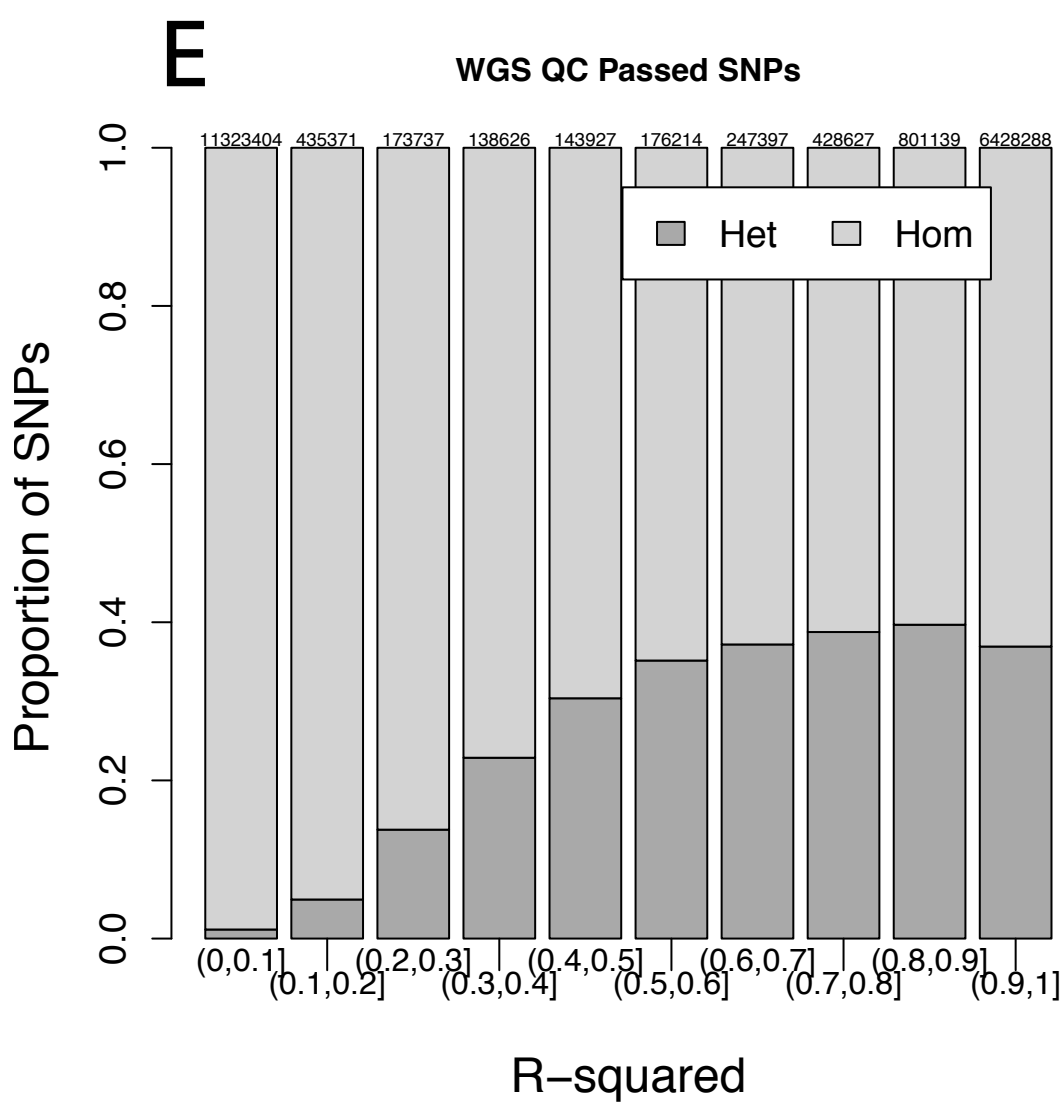 E
WGS QC Passed SNPs
11323404 435371 173737 138626 143927 176214 247397 428627 801139 6428288
Het Hom
Proportion of SNPs
1.0
0.8
0.6
0.4
0.2
0.0
(0,0.1] (0.2,0.3] (0.4,0.5] (0.6,0.7] (0.8,0.9]
(0.1,0.2] (0.3,0.4] (0.5,0.6] (0.7,0.8] (0.9,1]
R−squared